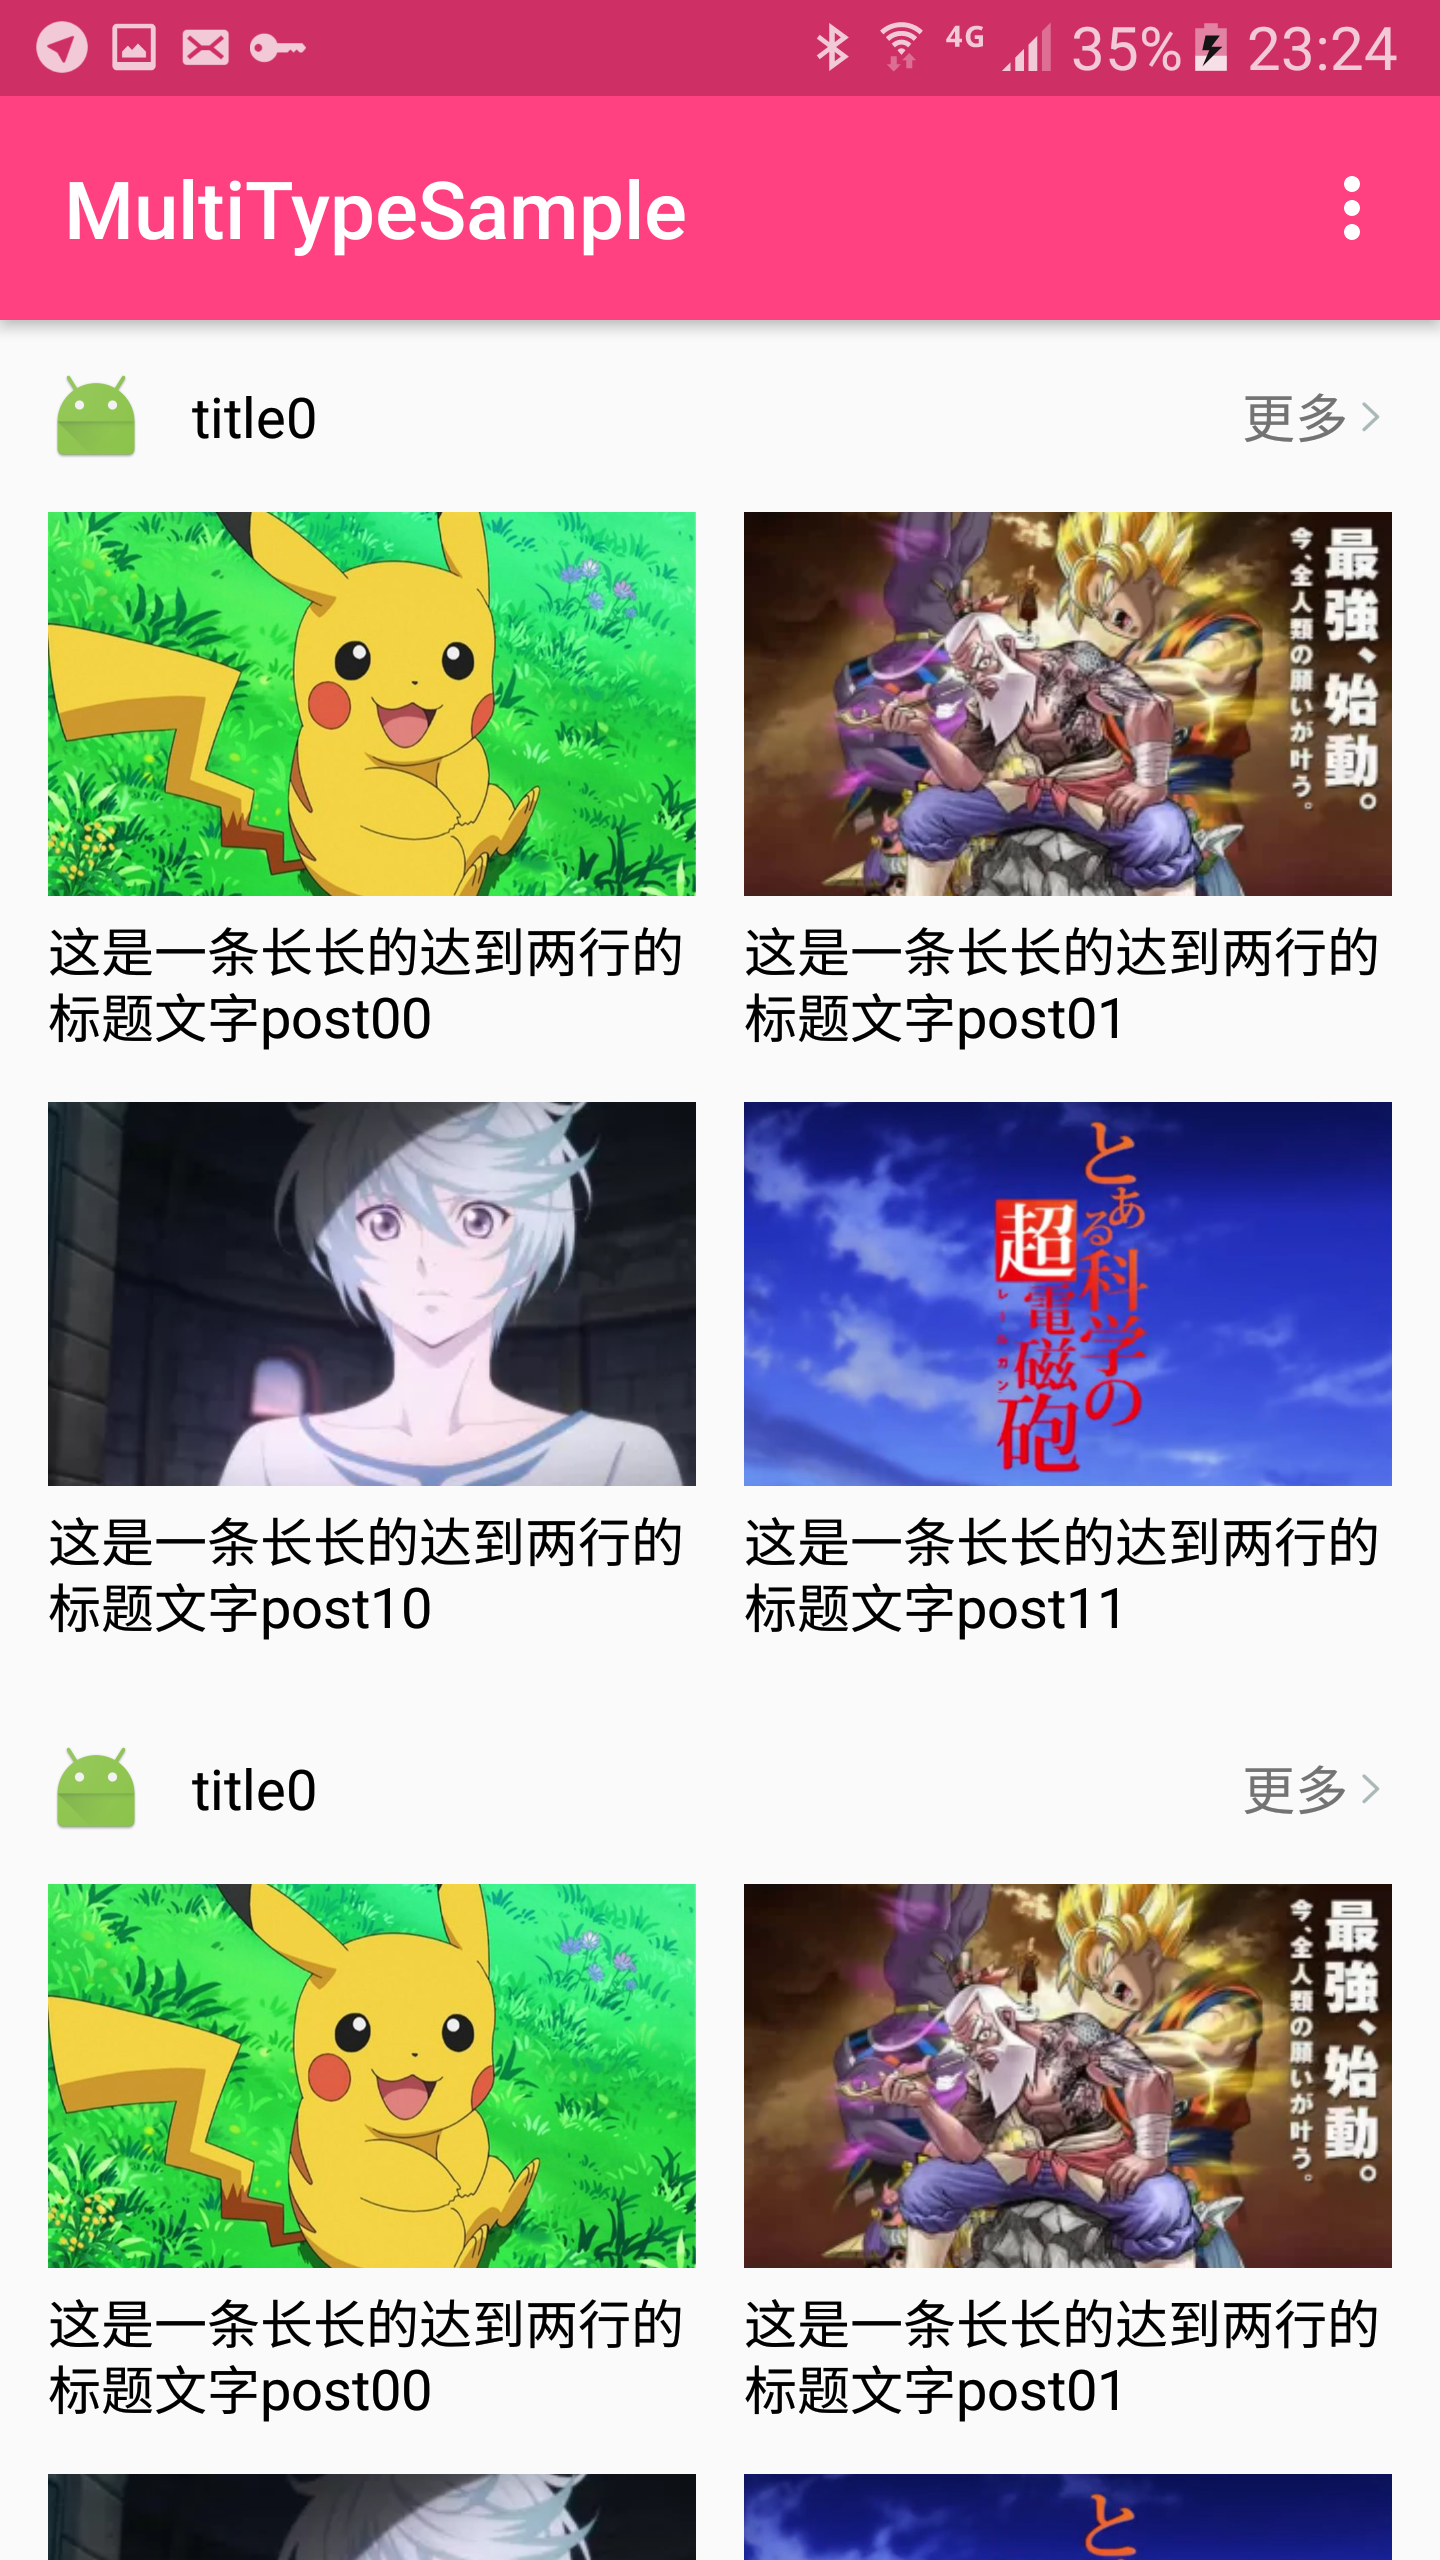 4G 35% 23:24
MultiTypeSample
title0 更多
最強、始動。
今、全人類の願いが叶う。
这是一条长长的达到两行的
标题文字post00
这是一条长长的达到两行的
标题文字post01
とある科学の
超電磁砲
レールガン
这是一条长长的达到两行的
标题文字post10
这是一条长长的达到两行的
标题文字post11
title0 更多
最強、始動。
今、全人類の願いが叶う。
这是一条长长的达到两行的
标题文字post00
这是一条长长的达到两行的
标题文字post01
と